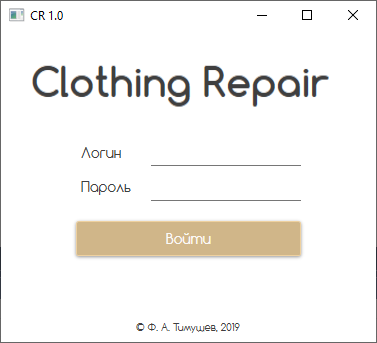 CR 1.0
Clothing Repair
Логин
Пароль
Войти
© Ф. А. Тимушев, 2019